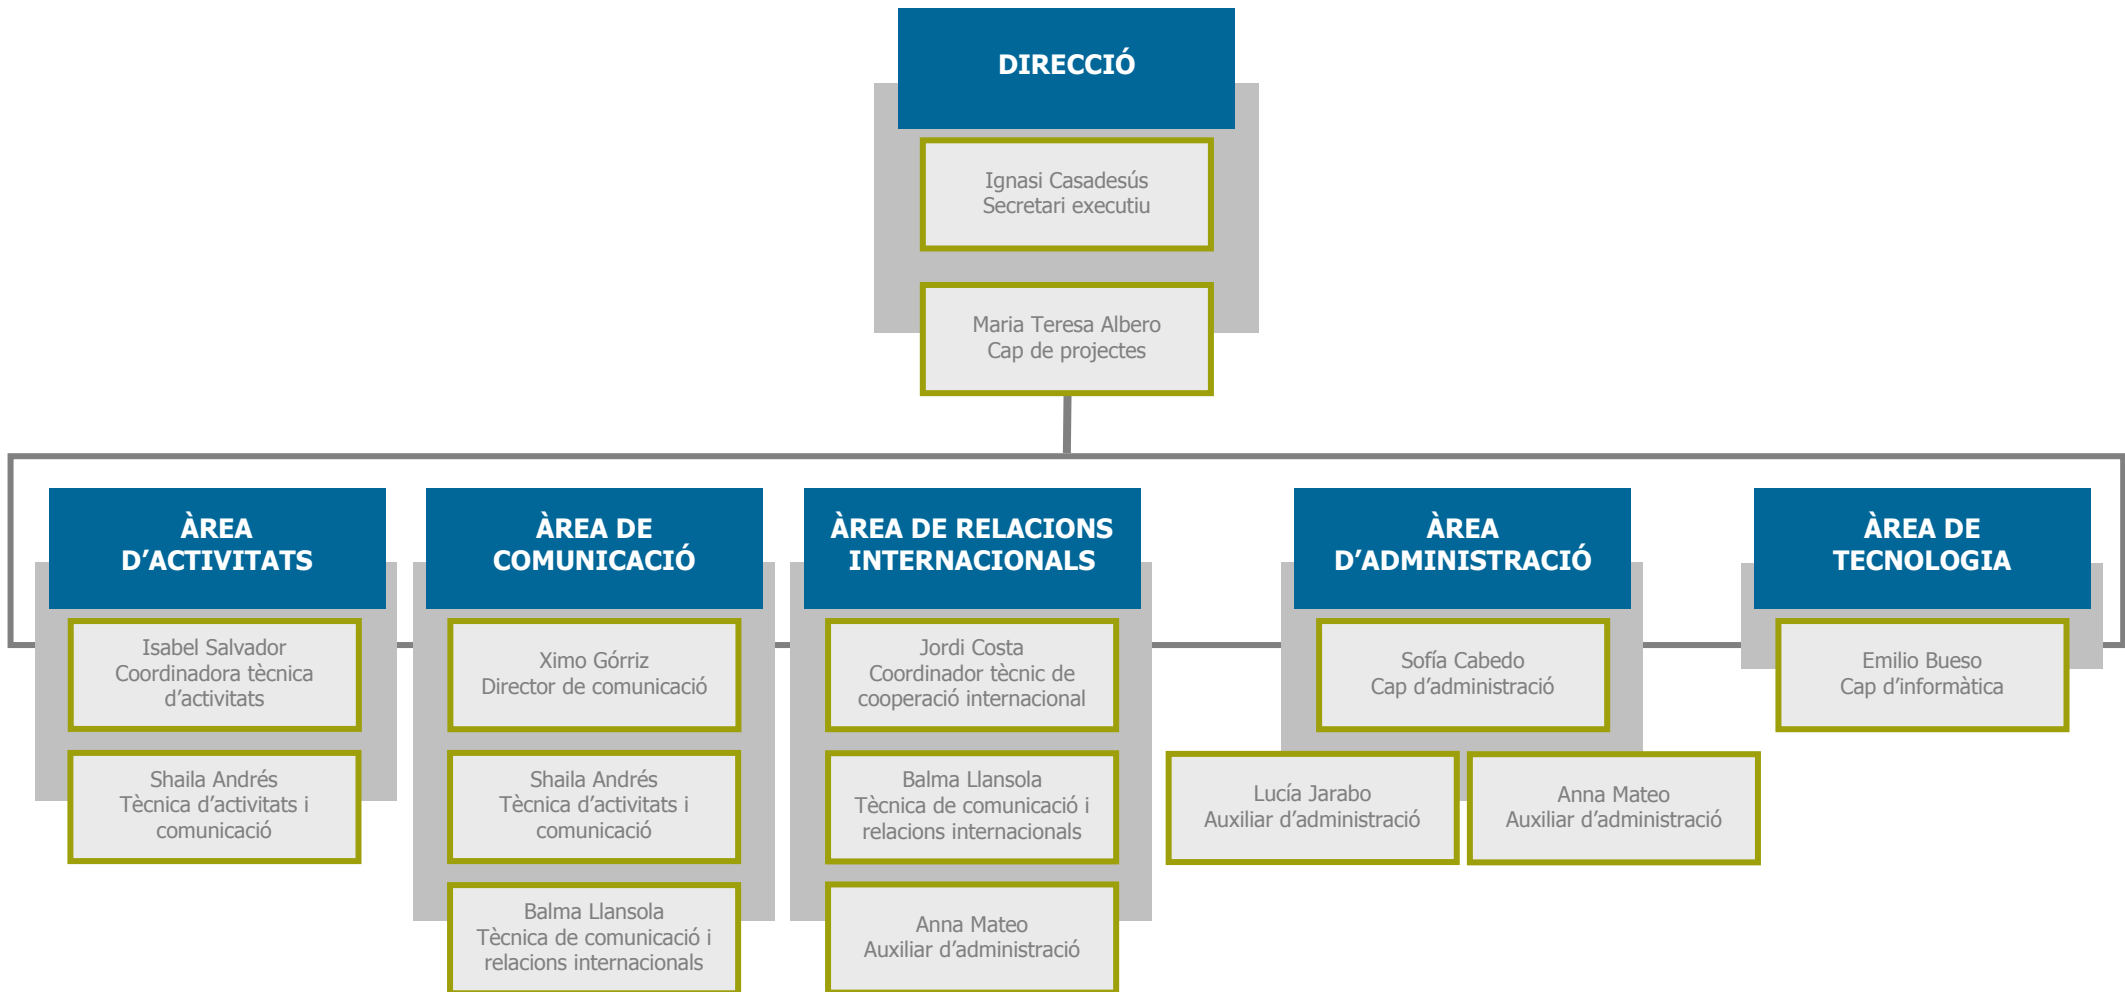 DIRECCIÓ
Ignasi Casadesús
Secretari executiu
Maria Teresa Albero
Cap de projectes
ÀREA
D’ACTIVITATS
Isabel Salvador
Coordinadora tècnica
d’activitats
Shaila Andrés
Tècnica d’activitats i
comunicació
ÀREA DE
COMUNICACIÓ
Ximo Górriz
Director de comunicació
Shaila Andrés
Tècnica d’activitats i
comunicació
Balma Llansola
Tècnica de comunicació i
relacions internacionals
ÀREA DE RELACIONS
INTERNACIONALS
Jordi Costa
Coordinador tècnic de
cooperació internacional
Balma Llansola
Tècnica de comunicació i
relacions internacionals
Anna Mateo
Auxiliar d’administració
ÀREA
D’ADMINISTRACIÓ
Sofía Cabedo
Cap d’administració
Lucía Jarabo
Auxiliar d’administració
Anna Mateo
Auxiliar d’administració
ÀREA DE
TECNOLOGIA
Emilio Bueso
Cap d’informàtica